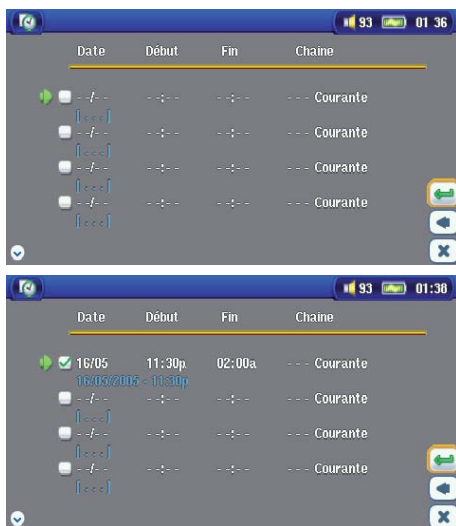 93 01 36
Date Début Fin Chaine
--/-- --:-- --:-- --- Courante
[...]
--/-- --:-- --:-- --- Courante
[...]
--/-- --:-- --:-- --- Courante
[...]
--/-- --:-- --:-- --- Courante
[...]
93 01:38
Date Début Fin Chaine
16/05 11:30p 02:00a --- Courante
16/05/2005 - 11:30p
--/-- --:-- --:-- --- Courante
[...]
--/-- --:-- --:-- --- Courante
[...]
--/-- --:-- --:-- --- Courante
[...]